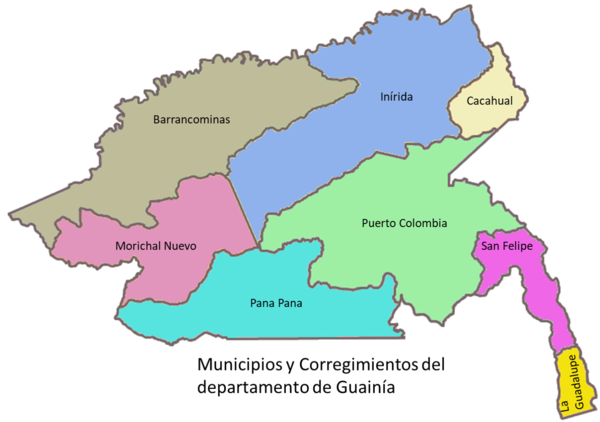 Inírida
Cacahual
Barrancominas
Puerto Colombia
Morichal Nuevo
San Felipe
Pana Pana
La
Guadalupe
Municipios y Corregimientos del
departamento de Guainía